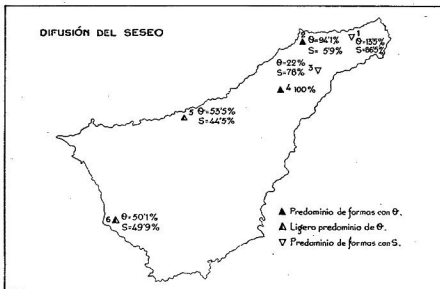 DIFUSIÓN DEL SESEO
2 θ=94'1%
S= 5'9%
1
θ=13'5%
S=86'5%
θ=22%
S=78% 3
4 100%
5 θ=53'5%
S=44'5%
6 θ=50'1%
S=49'9%
▲ Predominio de formas con θ.
◬ Ligero predominio de θ.
▽ Predominio de formas con S.